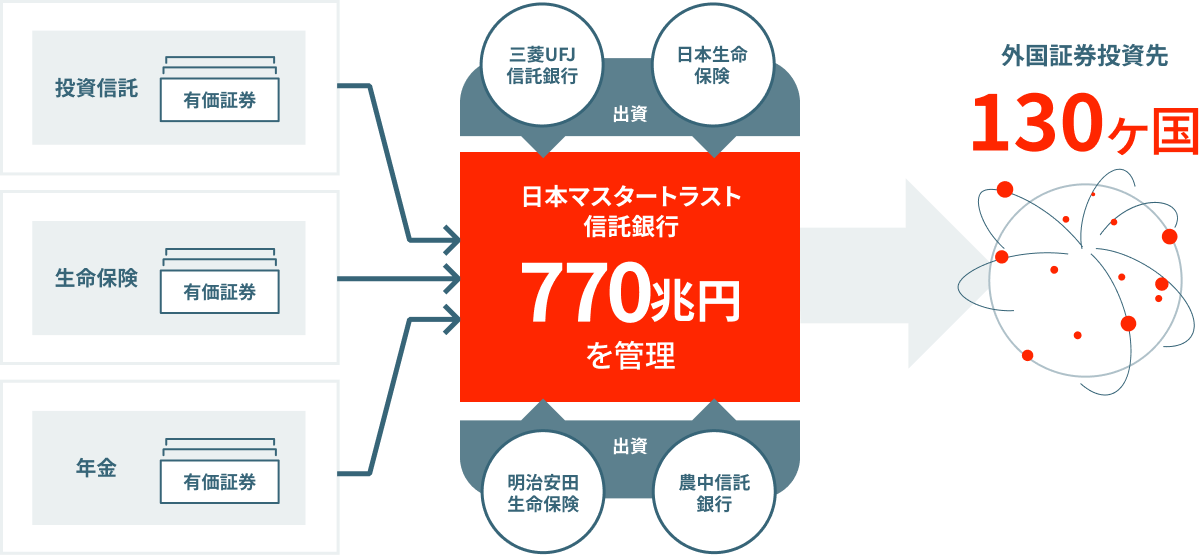 投資信託
有価証券
生命保険
有価証券
年金
有価証券
三菱UFJ
信託銀行
日本生命
保険
出資
日本マスタートラスト
信託銀行
770兆円
を管理
出資
明治安田
生命保険
農中信託
銀行
外国証券投資先
130ヶ国